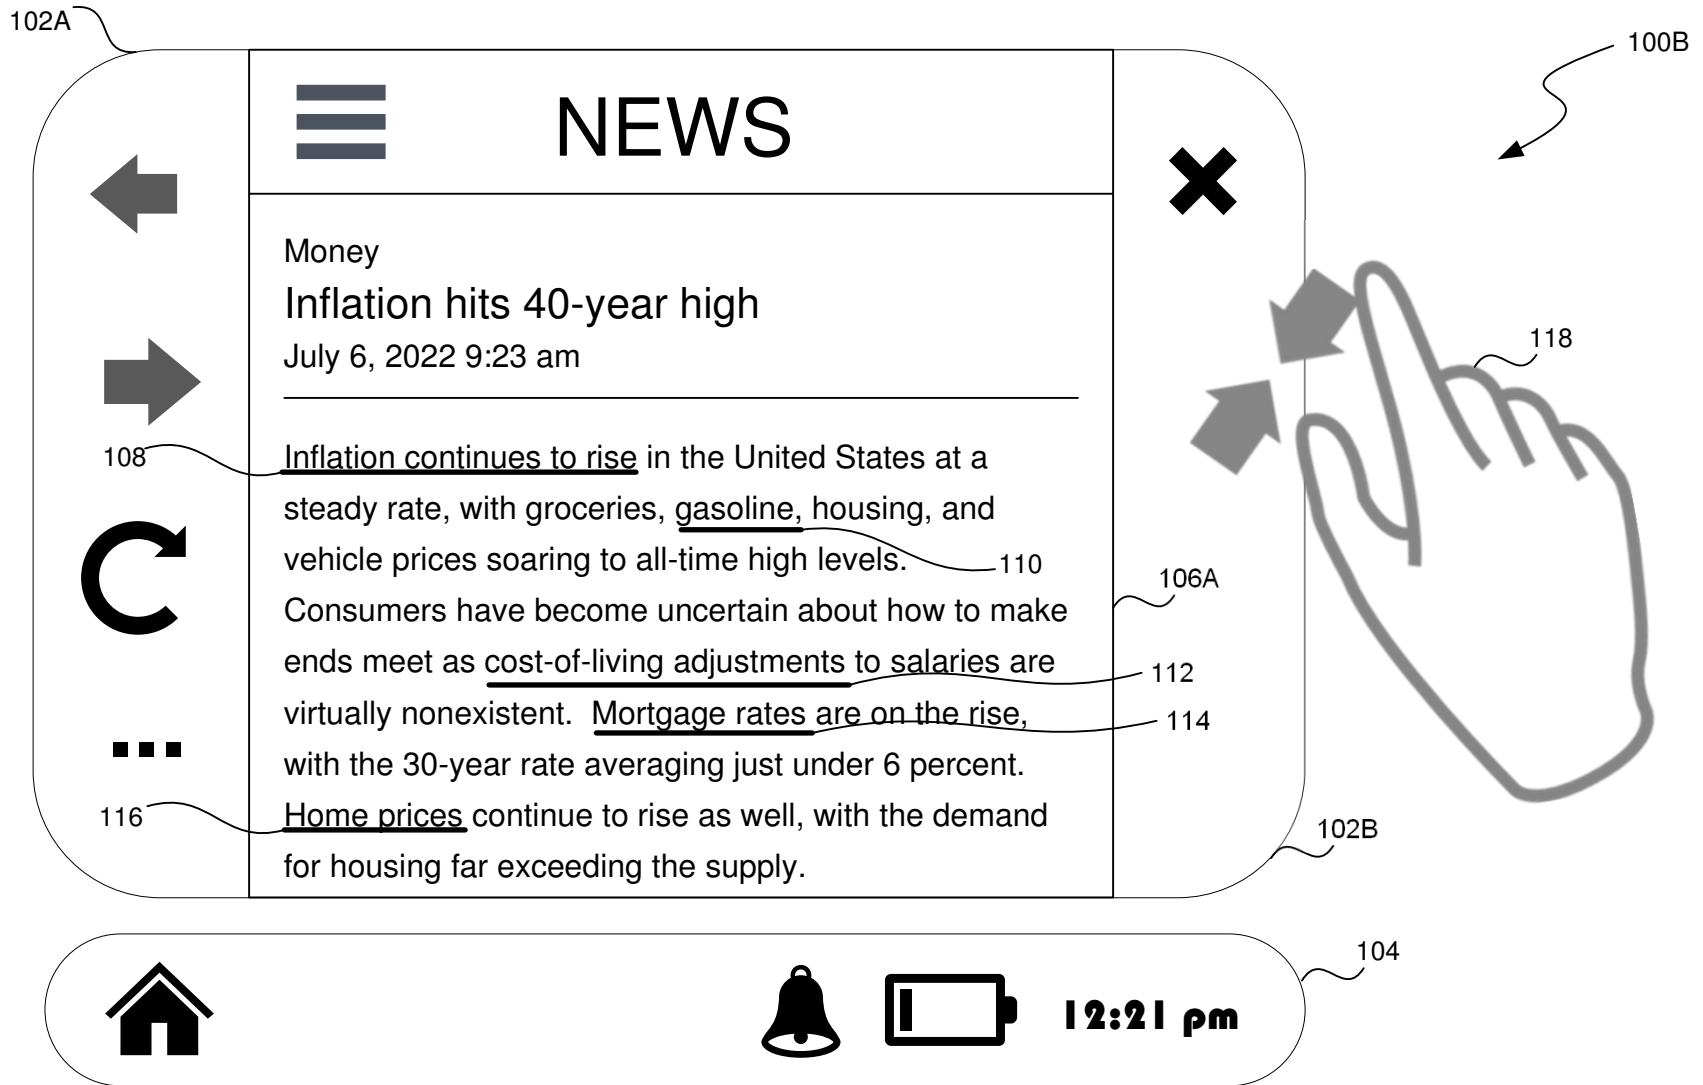 102A
100B
NEWS
Money
Inflation hits 40-year high
July 6, 2022 9:23 am
118
108
Inflation continues to rise in the United States at a
steady rate, with groceries, gasoline, housing, and
vehicle prices soaring to all-time high levels.
110
106A
Consumers have become uncertain about how to make
ends meet as cost-of-living adjustments to salaries are
112
virtually nonexistent.  Mortgage rates are on the rise,
114
with the 30-year rate averaging just under 6 percent.
116
Home prices continue to rise as well, with the demand
102B
for housing far exceeding the supply.
104
12:21 pm